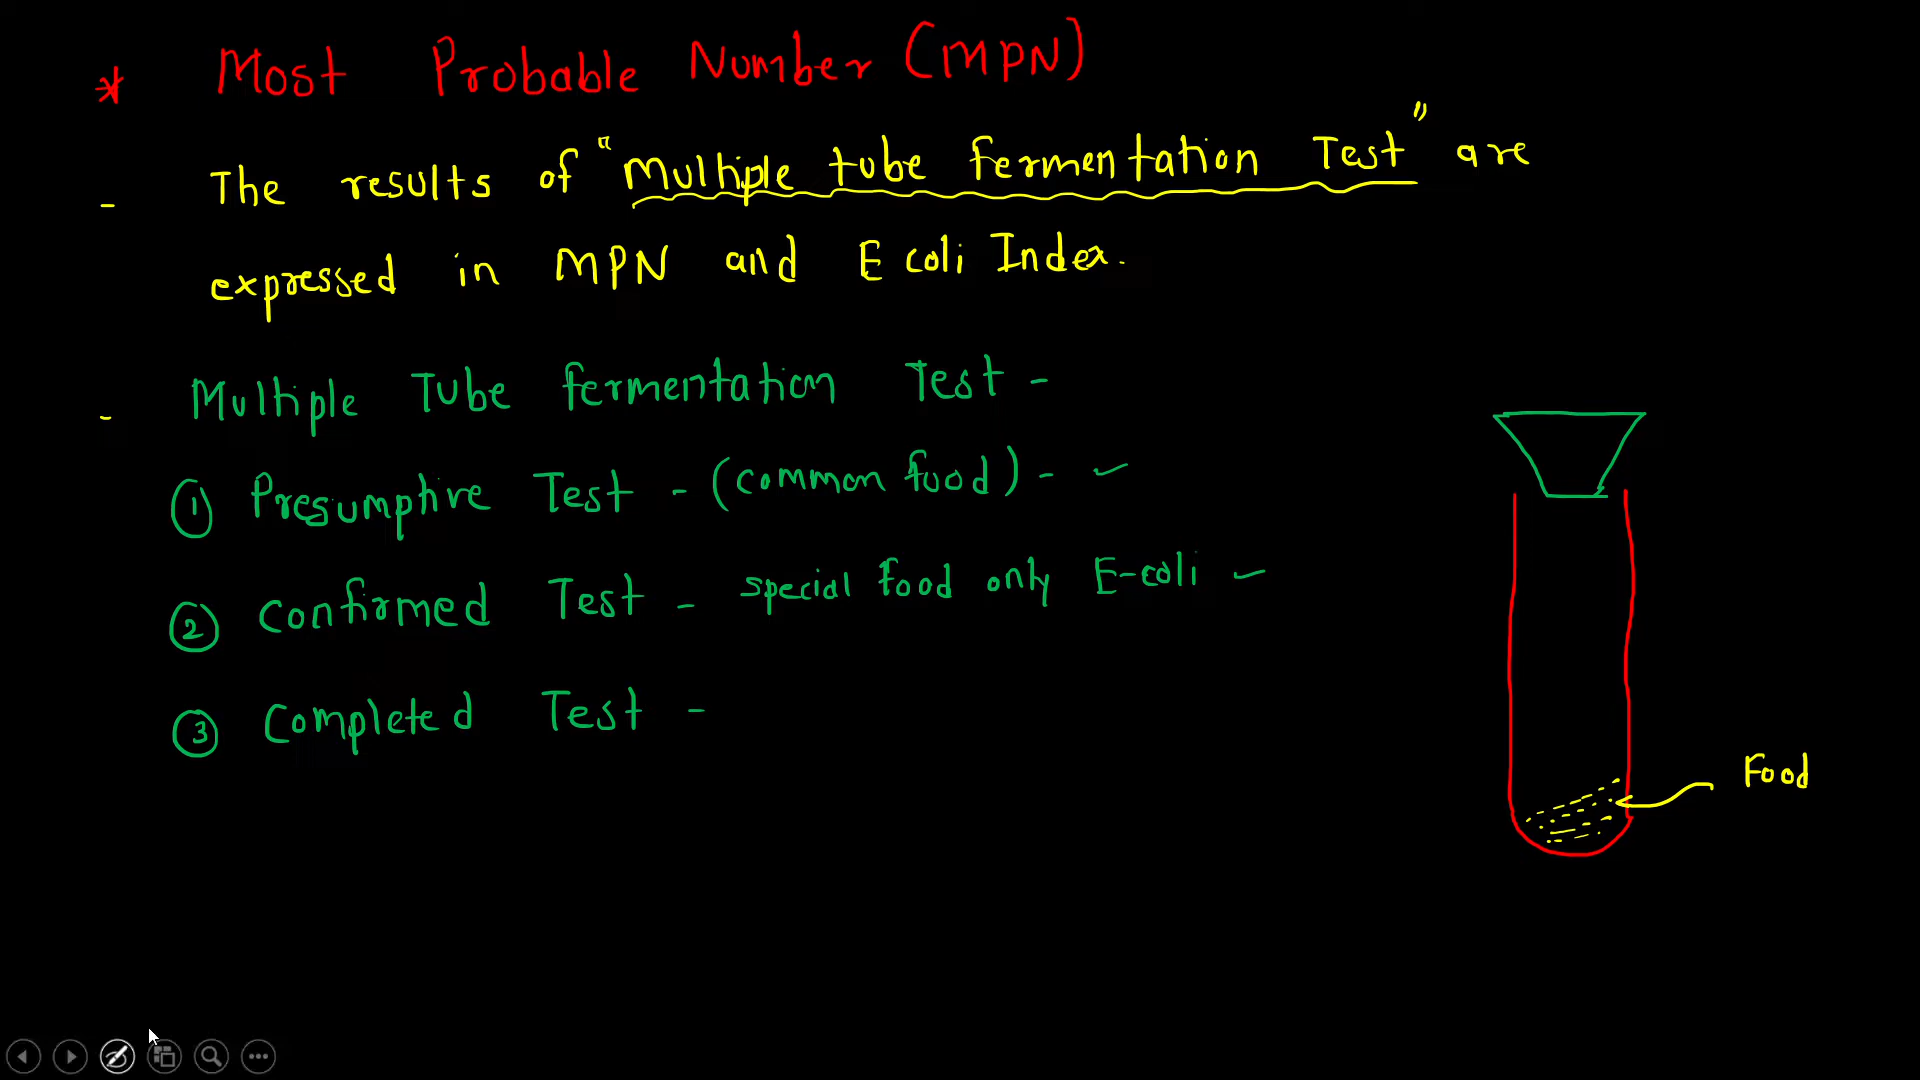 * Most Probable Number (MPN)
- The results of "Multiple tube fermentation Test" are
expressed in MPN and E coli Index.
- Multiple Tube fermentation Test -
① Presumptive Test - (common food) - ✓
② Confirmed Test - special food only E-coli ✓
③ Completed Test -
Food